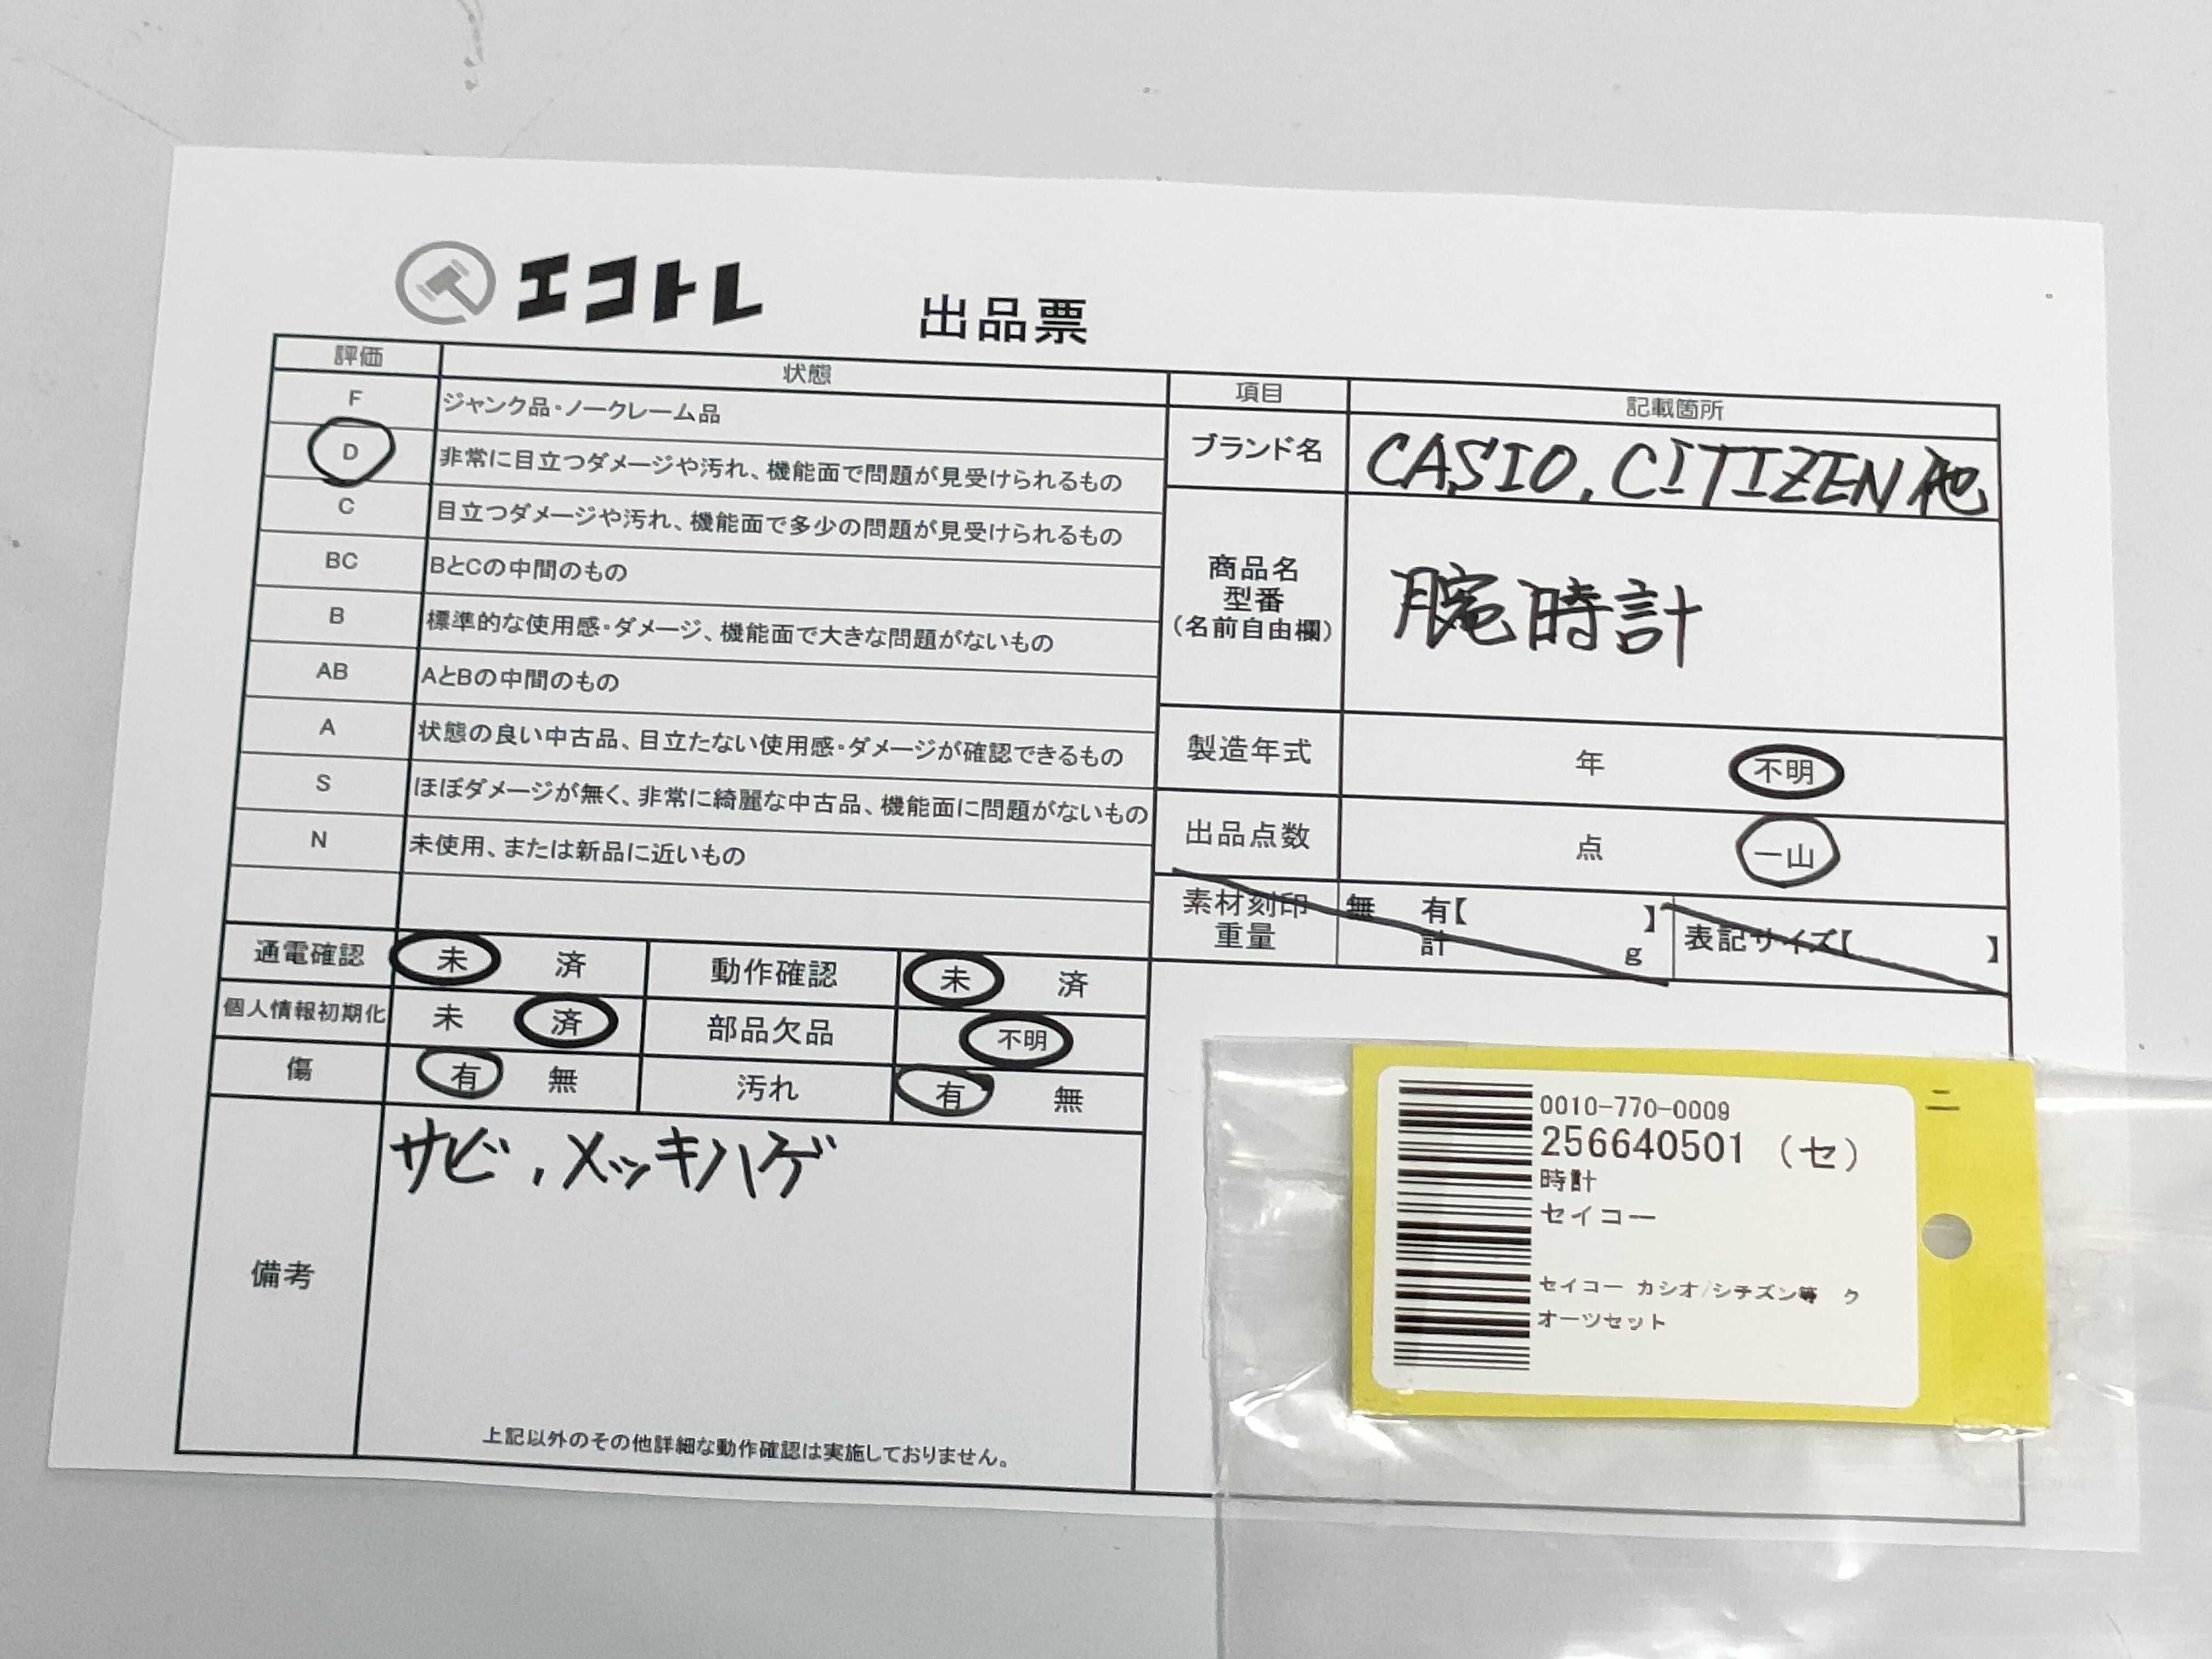 エコトレ
出品票
評価 状態
F ジャンク品・ノークレーム品
D 非常に目立つダメージや汚れ、機能面で問題が見受けられるもの
C 目立つダメージや汚れ、機能面で多少の問題が見受けられるもの
BC BとCの中間のもの
B 標準的な使用感・ダメージ、機能面で大きな問題がないもの
AB AとBの中間のもの
A 状態の良い中古品、目立たない使用感・ダメージが確認できるもの
S ほぼダメージが無く、非常に綺麗な中古品、機能面に問題がないもの
N 未使用、または新品に近いもの
項目 記載箇所
ブランド名 CASIO, CITIZEN 他
商品名
型番
(名前自由欄)
腕時計
製造年式 年 不明
出品点数 点 一山
素材刻印 無 有【 】
重量 計 g
表記サイズ【 】
通電確認 未 済 動作確認 未 済
個人情報初期化 未 済 部品欠品 不明
傷 有 無 汚れ 有 無
備考
サビ, メッキハゲ
上記以外のその他詳細な動作確認は実施しておりません。
0010-770-0009
256640501 (セ)
時計
セイコー
セイコー カシオ/シチズン等 ク
オーツセット
ニ